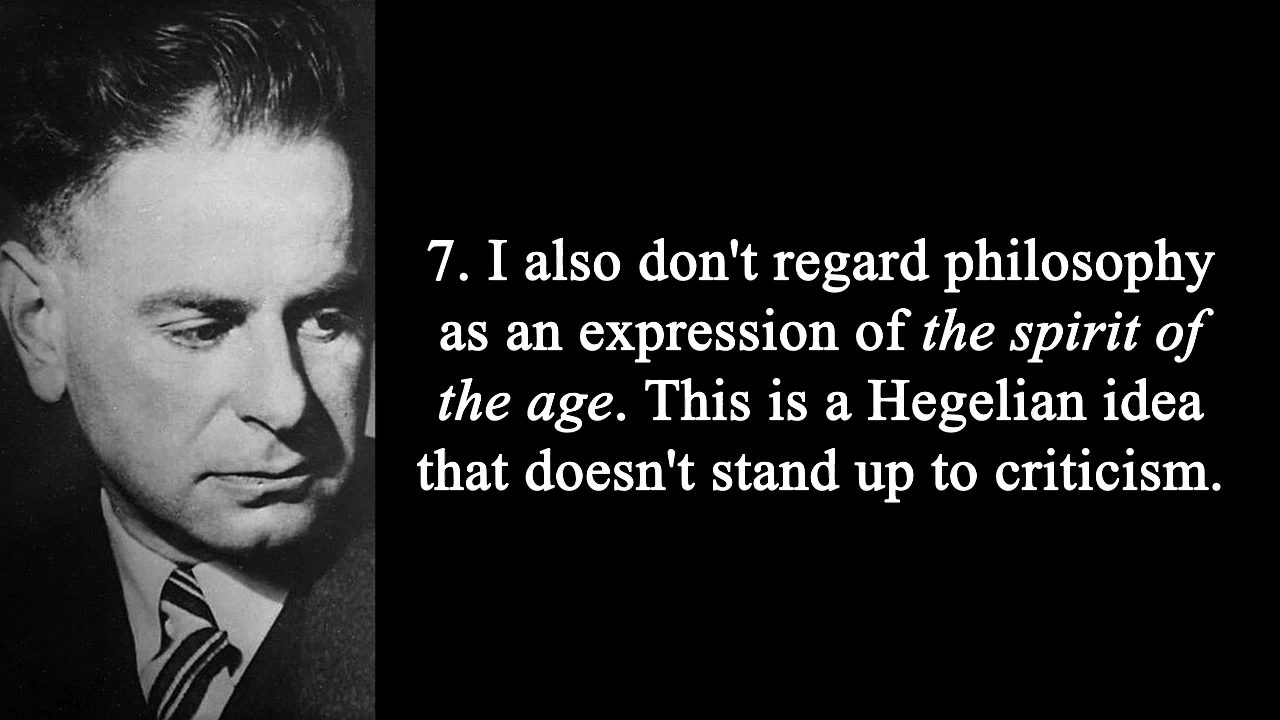 7. I also don't regard philosophy
as an expression of the spirit of
the age. This is a Hegelian idea
that doesn't stand up to criticism.